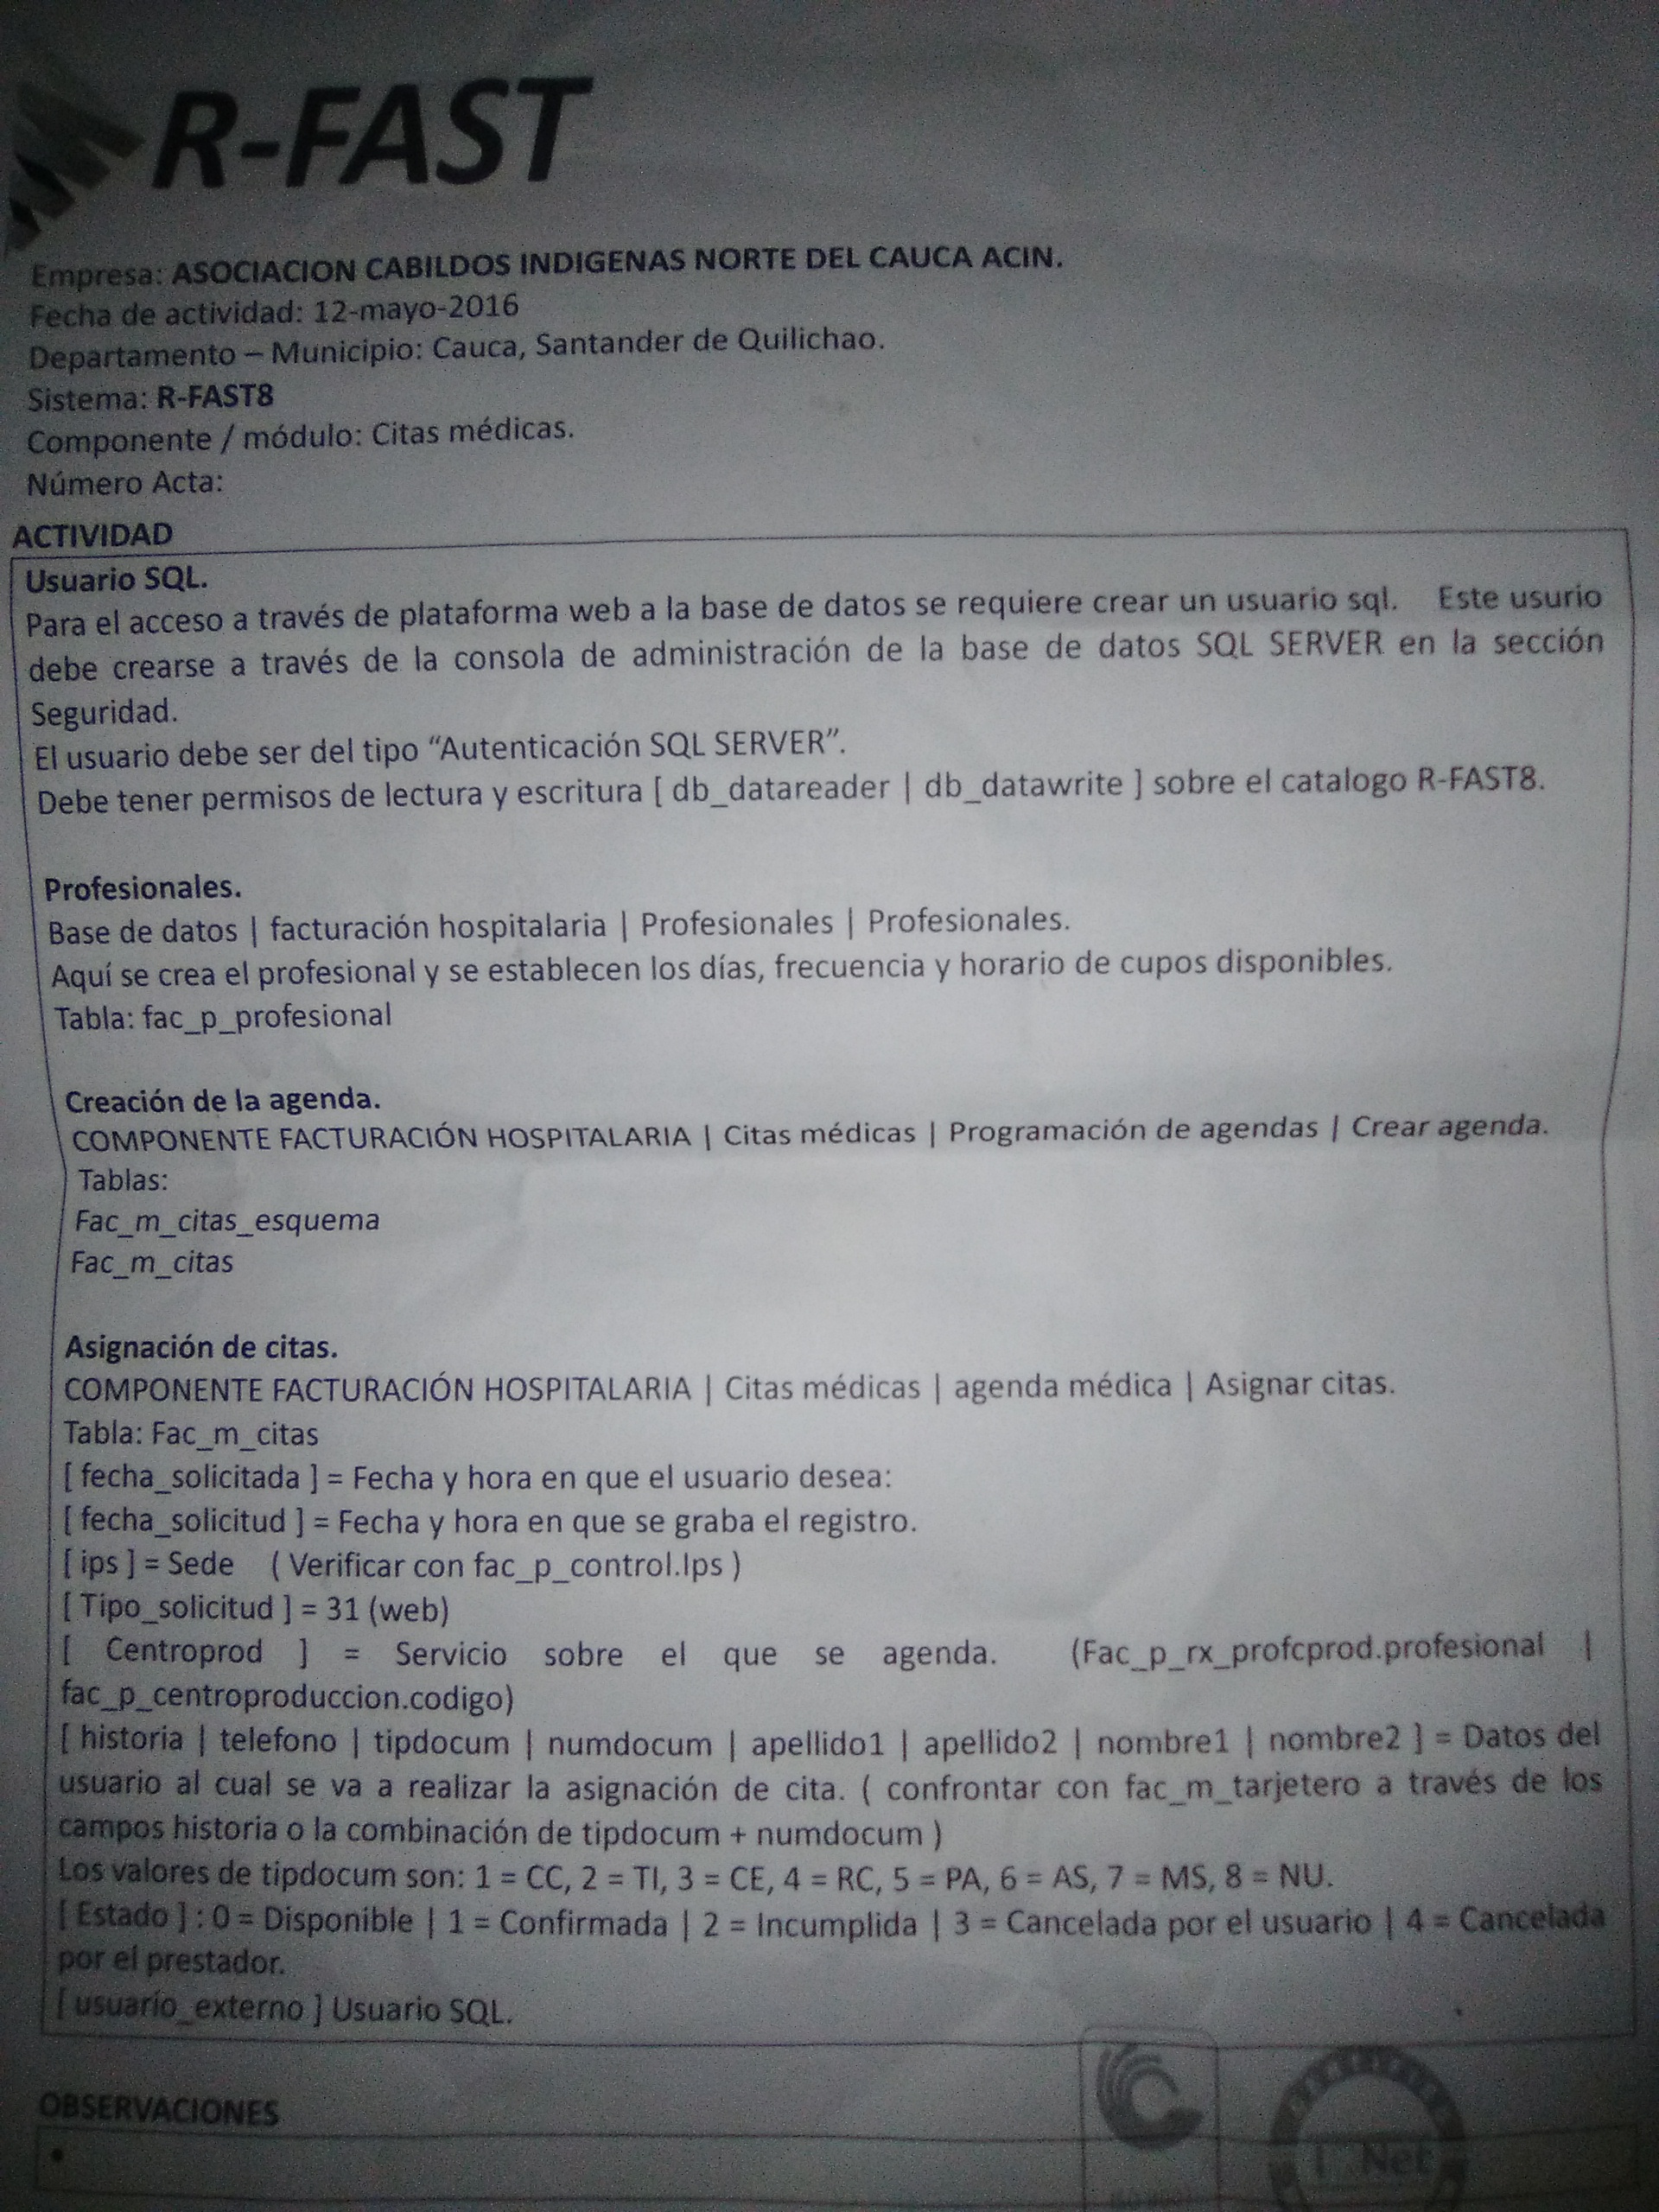 R-FAST
Empresa: ASOCIACION CABILDOS INDIGENAS NORTE DEL CAUCA ACIN.
Fecha de actividad: 12-mayo-2016
Departamento – Municipio: Cauca, Santander de Quilichao.
Sistema: R-FAST8
Componente / módulo: Citas médicas.
Número Acta:
ACTIVIDAD
Usuario SQL.
Para el acceso a través de plataforma web a la base de datos se requiere crear un usuario sql. Este usurio
debe crearse a través de la consola de administración de la base de datos SQL SERVER en la sección
Seguridad.
El usuario debe ser del tipo “Autenticación SQL SERVER”.
Debe tener permisos de lectura y escritura [ db_datareader | db_datawrite ] sobre el catalogo R-FAST8.
Profesionales.
Base de datos | facturación hospitalaria | Profesionales | Profesionales.
Aquí se crea el profesional y se establecen los días, frecuencia y horario de cupos disponibles.
Tabla: fac_p_profesional
Creación de la agenda.
COMPONENTE FACTURACIÓN HOSPITALARIA | Citas médicas | Programación de agendas | Crear agenda.
Tablas:
Fac_m_citas_esquema
Fac_m_citas
Asignación de citas.
COMPONENTE FACTURACIÓN HOSPITALARIA | Citas médicas | agenda médica | Asignar citas.
Tabla: Fac_m_citas
[ fecha_solicitada ] = Fecha y hora en que el usuario desea:
[ fecha_solicitud ] = Fecha y hora en que se graba el registro.
[ ips ] = Sede ( Verificar con fac_p_control.Ips )
[ Tipo_solicitud ] = 31 (web)
[ Centroprod ] = Servicio sobre el que se agenda. (Fac_p_rx_profcprod.profesional |
fac_p_centroproduccion.codigo)
[ historia | telefono | tipdocum | numdocum | apellido1 | apellido2 | nombre1 | nombre2 ] = Datos del
usuario al cual se va a realizar la asignación de cita. ( confrontar con fac_m_tarjetero a través de los
campos historia o la combinación de tipdocum + numdocum )
Los valores de tipdocum son: 1 = CC, 2 = TI, 3 = CE, 4 = RC, 5 = PA, 6 = AS, 7 = MS, 8 = NU.
[ Estado ] : 0 = Disponible | 1 = Confirmada | 2 = Incumplida | 3 = Cancelada por el usuario | 4 = Cancelada
por el prestador.
[ usuario_externo ] Usuario SQL.
OBSERVACIONES